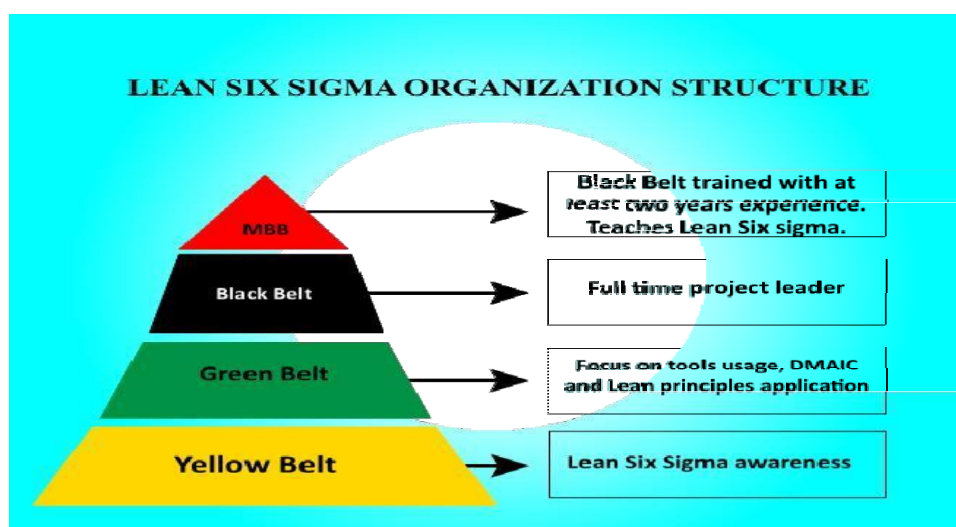 LEAN SIX SIGMA ORGANIZATION STRUCTURE
MBB
Black Belt trained with at
least two years experience.
Teaches Lean Six sigma.
Black Belt
Full time project leader
Green Belt
Focus on tools usage, DMAIC
and Lean principles application
Yellow Belt
Lean Six Sigma awareness